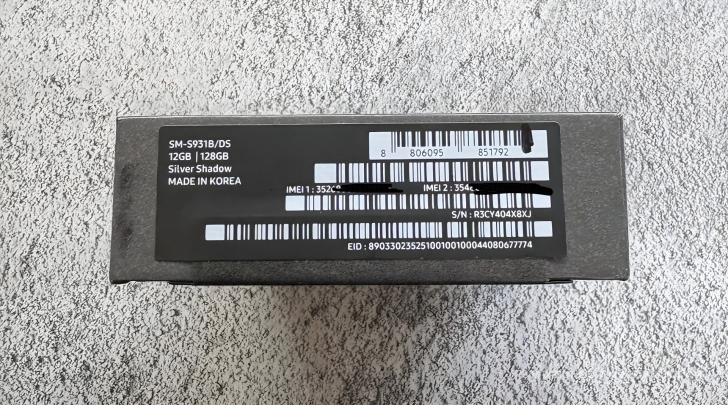 SM-S931B/DS
12GB | 128GB
Silver Shadow
MADE IN KOREA
8 806095 851792
IMEI 1 : 352
IMEI 2 : 354
S/N : R3CY404X8XJ
EID : 89033023525100100100044080677774